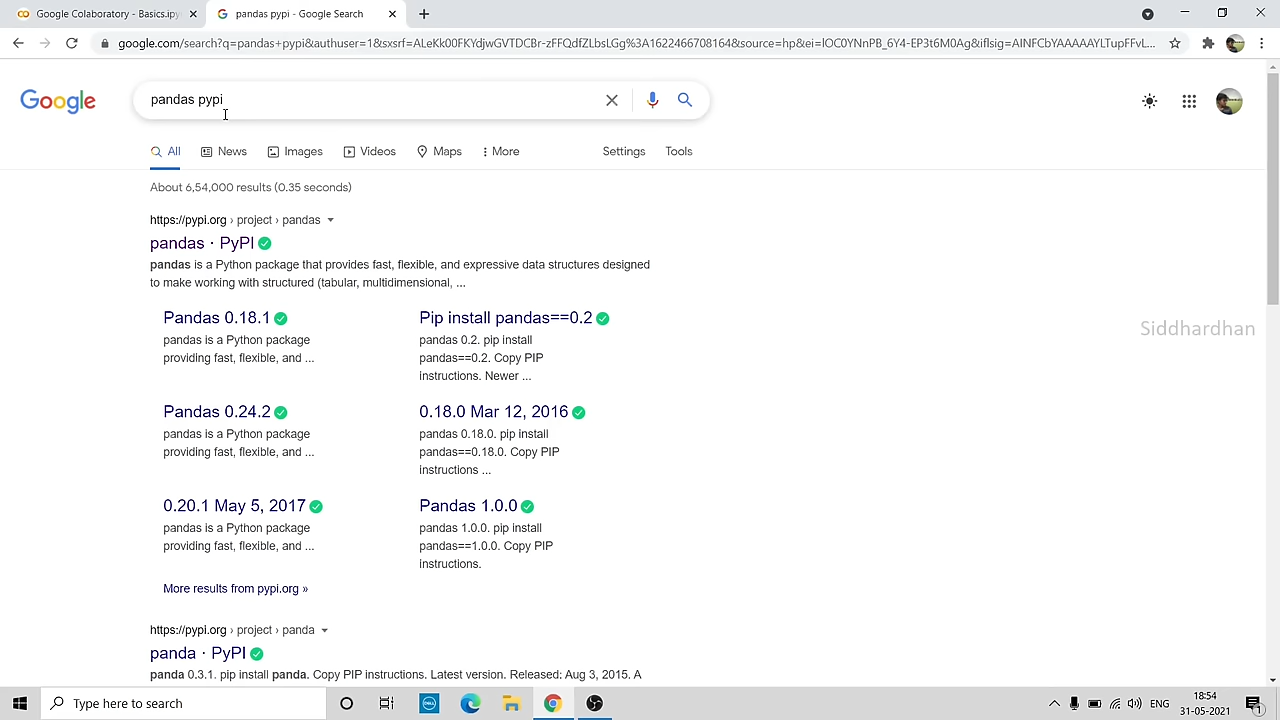 Google Colaboratory - Basics.ipy
pandas pypi - Google Search
google.com/search?q=pandas+pypi&authuser=1&sxsrf=ALeKk00FKYdjwGVTDCBr-zFFQdfZLbsLGg%3A1622466708164&source=hp&ei=lOC0YNnPB_6Y4-EP3t6M0Ag&iflsig=AINFCbYAAAAAYLTupFFvL...
Google
pandas pypi
All
News
Images
Videos
Maps
More
Settings
Tools
About 6,54,000 results (0.35 seconds)
https://pypi.org › project › pandas
pandas · PyPI
pandas is a Python package that provides fast, flexible, and expressive data structures designed
to make working with structured (tabular, multidimensional, ...
Pandas 0.18.1
pandas is a Python package
providing fast, flexible, and ...
Pip install pandas==0.2
pandas 0.2. pip install
pandas==0.2. Copy PIP
instructions. Newer ...
Siddhardhan
Pandas 0.24.2
pandas is a Python package
providing fast, flexible, and ...
0.18.0 Mar 12, 2016
pandas 0.18.0. pip install
pandas==0.18.0. Copy PIP
instructions ...
0.20.1 May 5, 2017
pandas is a Python package
providing fast, flexible, and ...
Pandas 1.0.0
pandas 1.0.0. pip install
pandas==1.0.0. Copy PIP
instructions.
More results from pypi.org »
https://pypi.org › project › panda
panda · PyPI
panda 0.3.1. pip install panda. Copy PIP instructions. Latest version. Released: Aug 3, 2015. A
Type here to search
DELL
ENG
18:54
31-05-2021
1